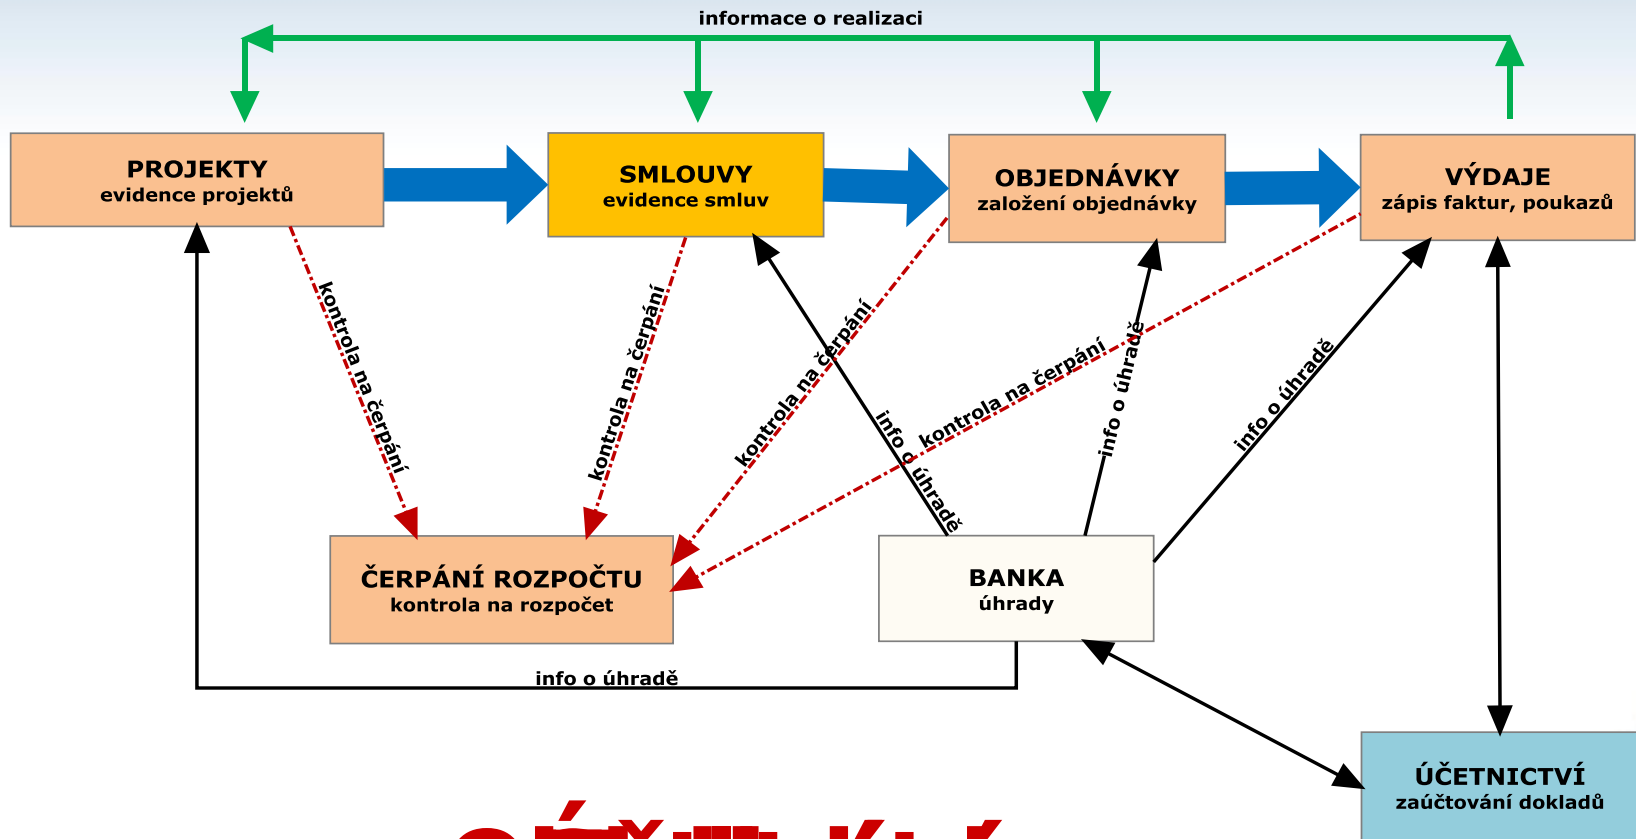 informace o realizaci
PROJEKTY
evidence projektů
SMLOUVY
evidence smluv
OBJEDNÁVKY
založení objednávky
VÝDAJE
zápis faktur, poukazů
kontrola na čerpání
kontrola na čerpání
kontrola na čerpání
kontrola na čerpání
info o úhradě
info o úhradě
info o úhradě
ČERPÁNÍ ROZPOČTU
kontrola na rozpočet
BANKA
úhrady
info o úhradě
ÚČETNICTVÍ
zaúčtování dokladů